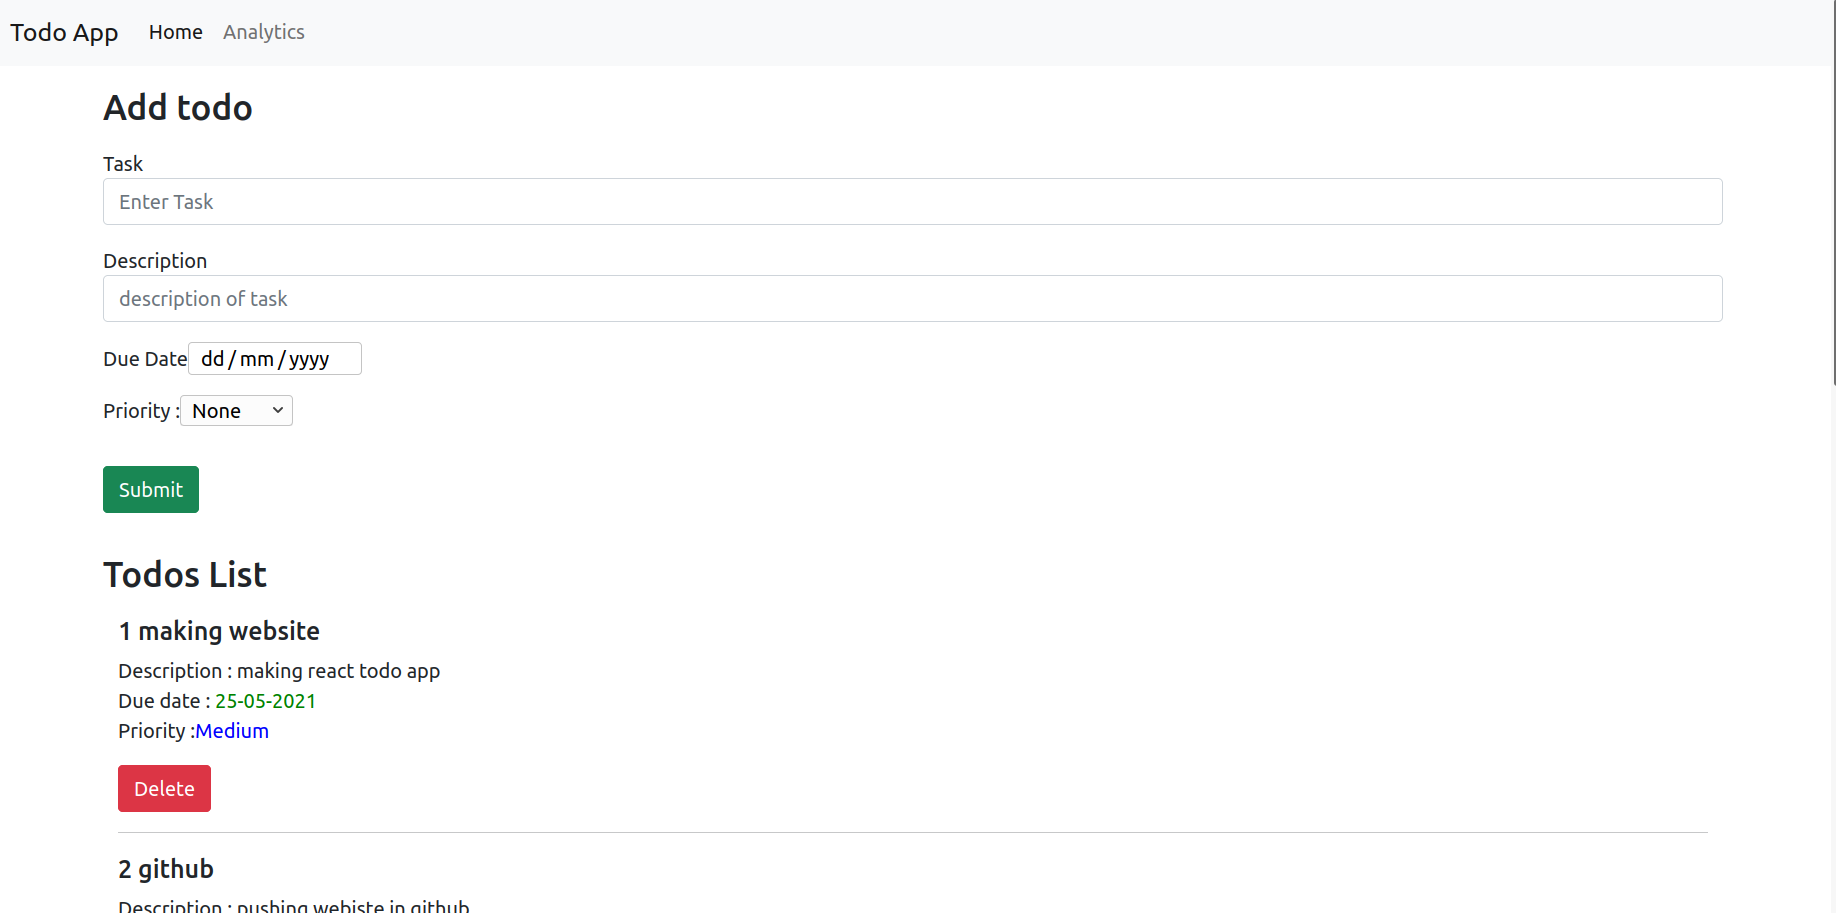 Todo App Home Analytics
Add todo
Task
Enter Task
Description
description of task
Due Date dd/mm/yyyy
Priority : None
Submit
Todos List
1 making website
Description : making react todo app
Due date : 25-05-2021
Priority :Medium
Delete
2 github
Description : pushing webiste in github